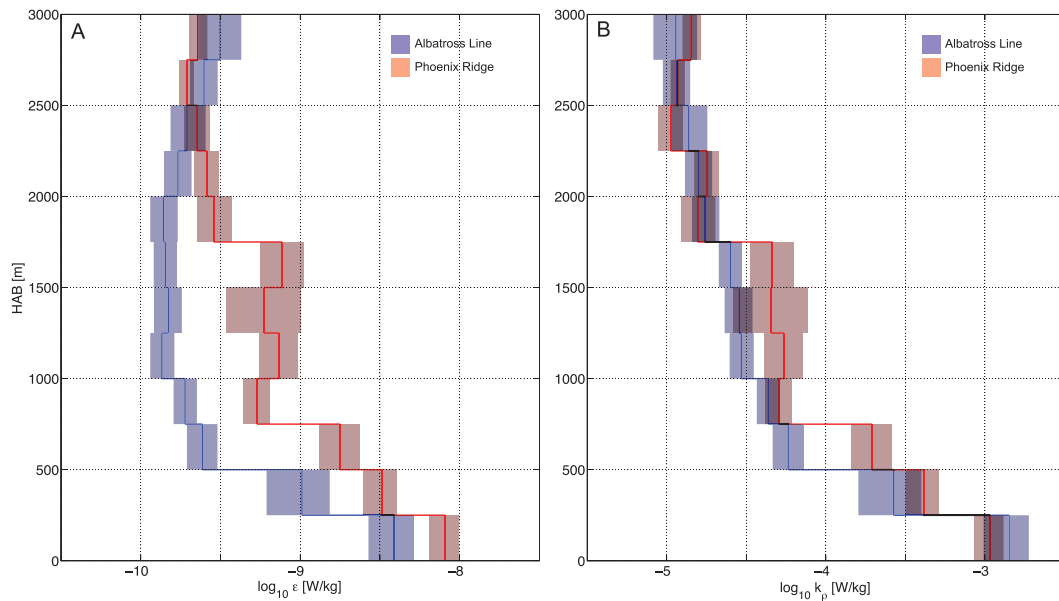 A
Albatross Line
Phoenix Ridge
3000
2500
2000
1500
1000
500
0
HAB [m]
−10
−9
−8
log10 ε [W/kg]
B
Albatross Line
Phoenix Ridge
3000
2500
2000
1500
1000
500
0
−5
−4
−3
log10 kρ [W/kg]